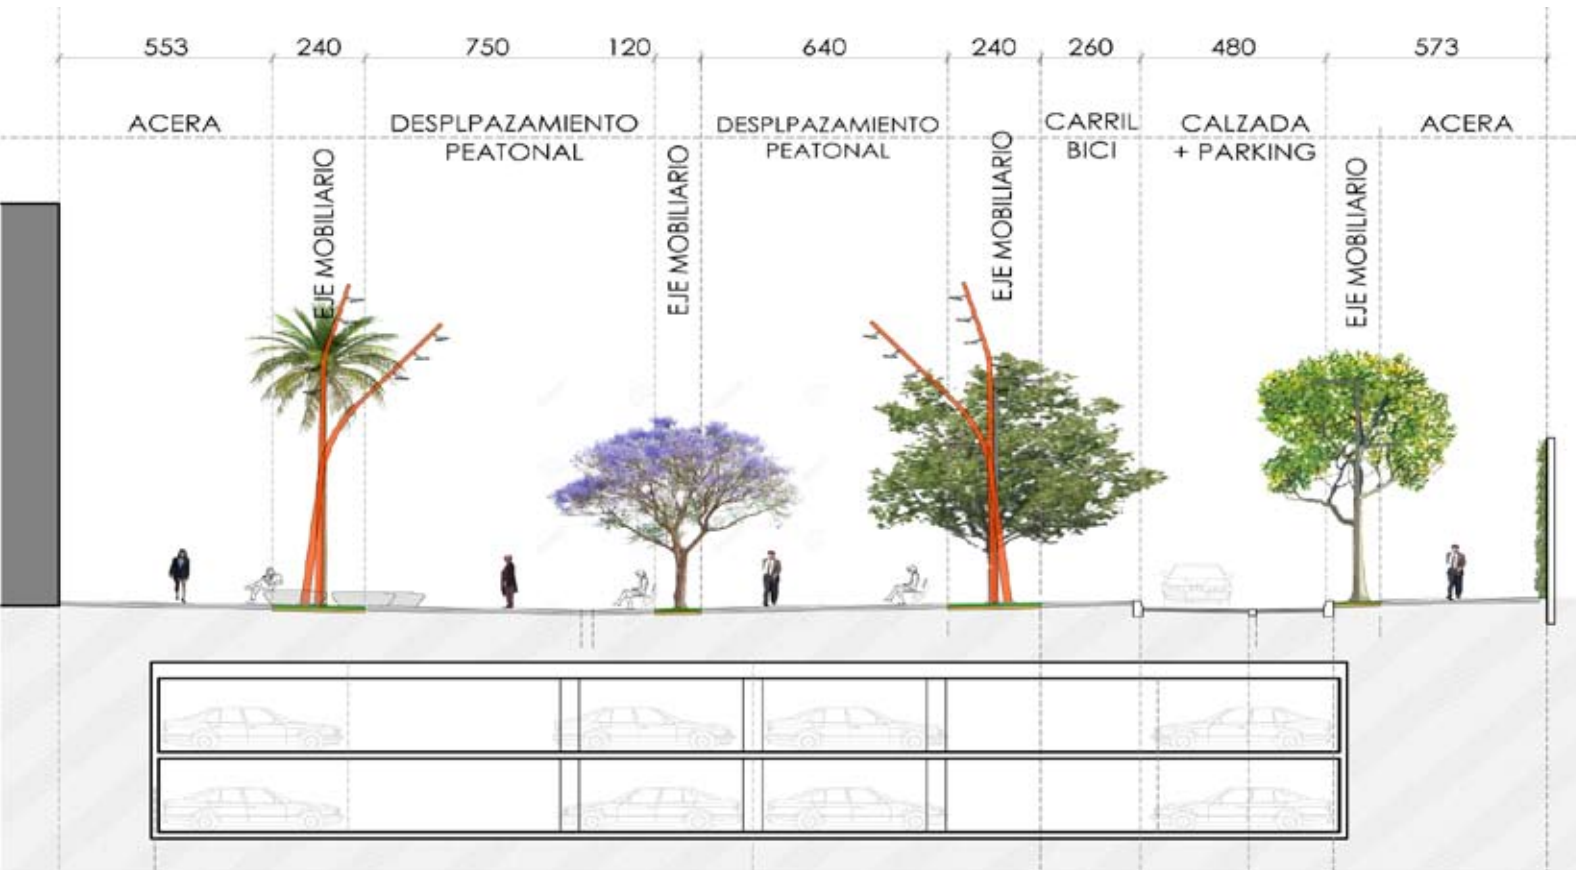 553 240 750 120 640 240 260 480 573
ACERA
DESPLPAZAMIENTO
PEATONAL
DESPLPAZAMIENTO
PEATONAL
CARRIL
BICI
CALZADA
+ PARKING
ACERA
EJE MOBILIARIO
EJE MOBILIARIO
EJE MOBILIARIO
EJE MOBILIARIO